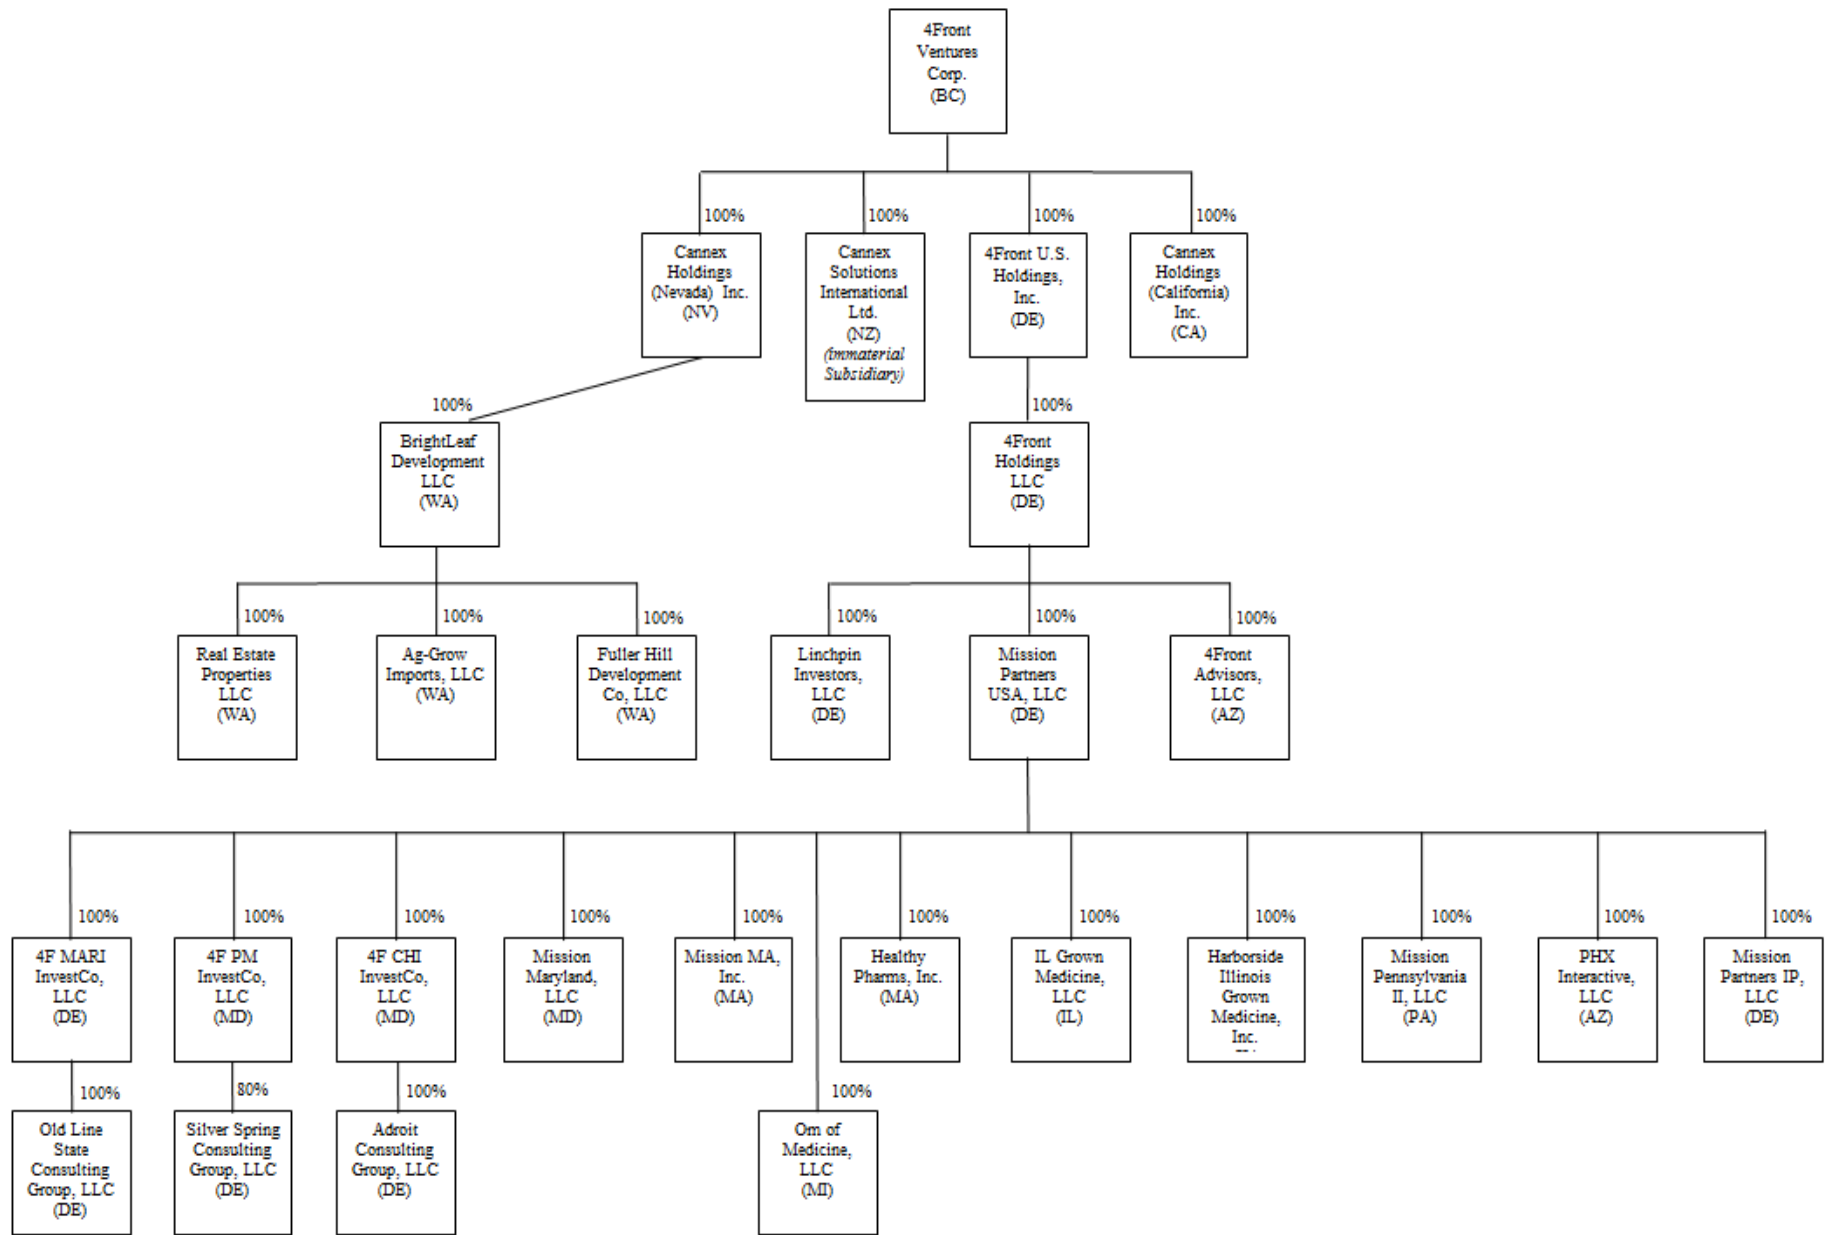 4Front
Ventures
Corp.
(BC)
100%
100%
100%
100%
Cannex
Holdings
(Nevada) Inc.
(NV)
Cannex
Solutions
International
Ltd.
(NZ)
(immaterial
Subsidiary)
4Front U.S.
Holdings,
Inc.
(DE)
Cannex
Holdings
(California)
Inc.
(CA)
100%
100%
BrightLeaf
Development
LLC
(WA)
4Front
Holdings
LLC
(DE)
100%
100%
100%
100%
100%
100%
Real Estate
Properties
LLC
(WA)
Ag-Grow
Imports, LLC
(WA)
Fuller Hill
Development
Co, LLC
(WA)
Linchpin
Investors,
LLC
(DE)
Mission
Partners
USA, LLC
(DE)
4Front
Advisors,
LLC
(AZ)
100%
100%
100%
100%
100%
100%
100%
100%
100%
100%
100%
4F MARI
InvestCo,
LLC
(DE)
4F PM
InvestCo,
LLC
(MD)
4F CHI
InvestCo,
LLC
(MD)
Mission
Maryland,
LLC
(MD)
Mission MA,
Inc.
(MA)
Healthy
Pharms, Inc.
(MA)
IL Grown
Medicine,
LLC
(IL)
Harborside
Illinois
Grown
Medicine,
Inc.
Mission
Pennsylvania
II, LLC
(PA)
PHX
Interactive,
LLC
(AZ)
Mission
Partners IP,
LLC
(DE)
100%
80%
100%
100%
Old Line
State
Consulting
Group, LLC
(DE)
Silver Spring
Consulting
Group, LLC
(DE)
Adroit
Consulting
Group, LLC
(DE)
Om of
Medicine,
LLC
(MI)